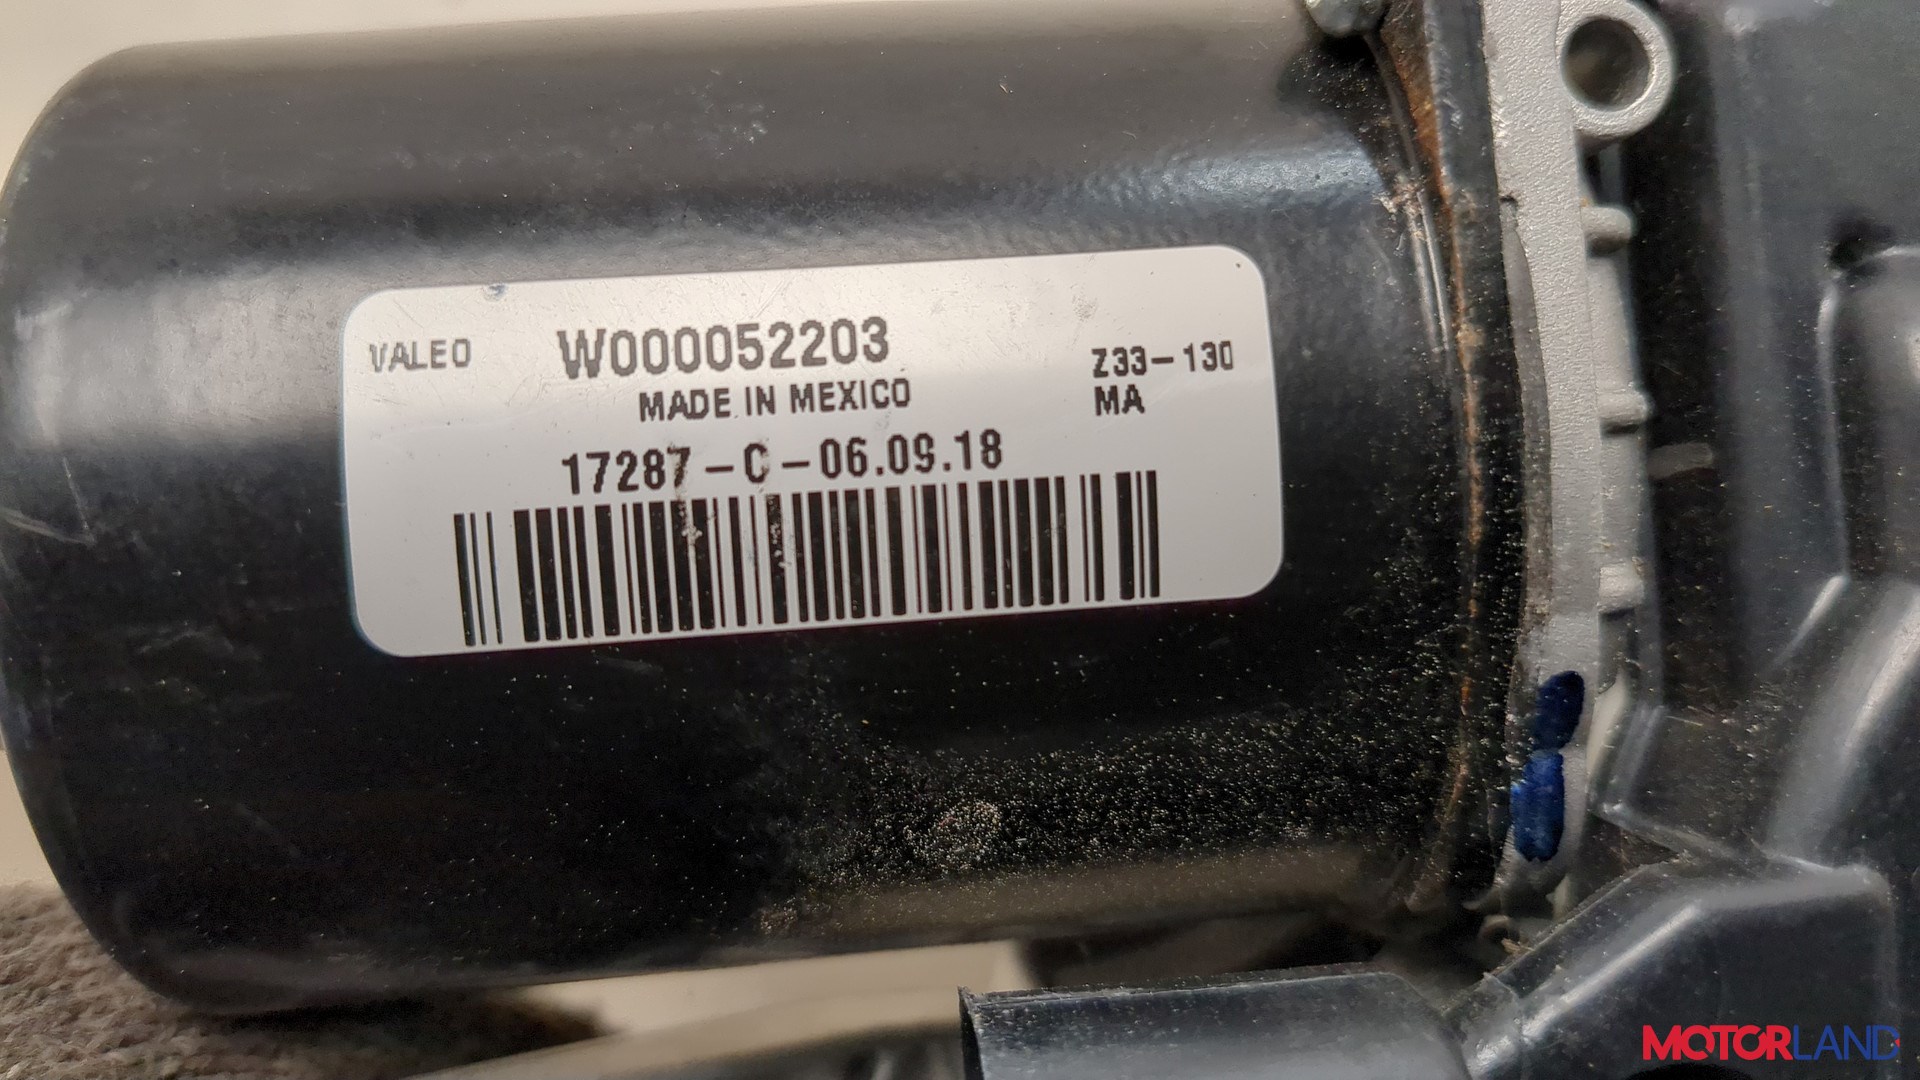 VALEO
W000052203
MADE IN MEXICO
Z33-130
MA
17287-C-06.09.18
MOTORLAND